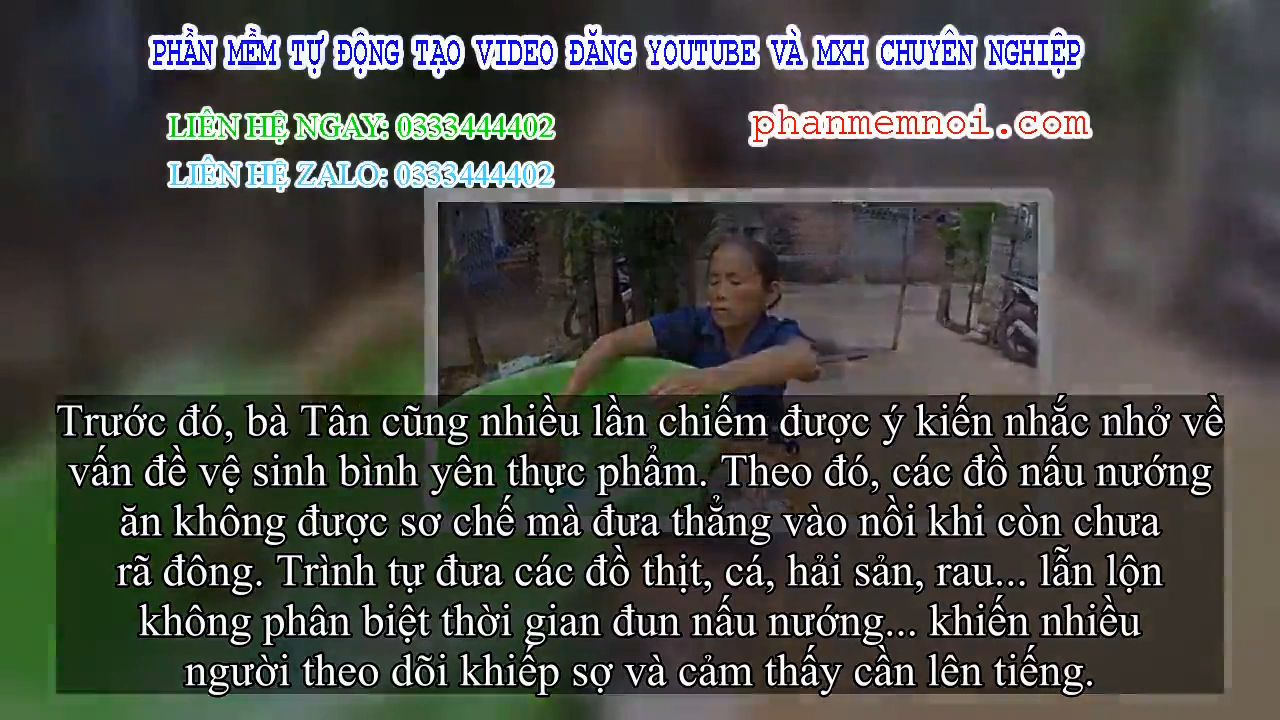 PHẦN MỀM TỰ ĐỘNG TẠO VIDEO ĐĂNG YOUTUBE VÀ MXH CHUYÊN NGHIỆP
LIÊN HỆ NGAY: 0333444402
phanmemnoi.com
LIÊN HỆ ZALO: 0333444402
Trước đó, bà Tân cũng nhiều lần chiếm được ý kiến nhắc nhở về
vấn đề vệ sinh bình yên thực phẩm. Theo đó, các đồ nấu nướng
ăn không được sơ chế mà đưa thẳng vào nồi khi còn chưa
rã đông. Trình tự đưa các đồ thịt, cá, hải sản, rau... lẫn lộn
không phân biệt thời gian đun nấu nướng... khiến nhiều
người theo dõi khiếp sợ và cảm thấy cần lên tiếng.